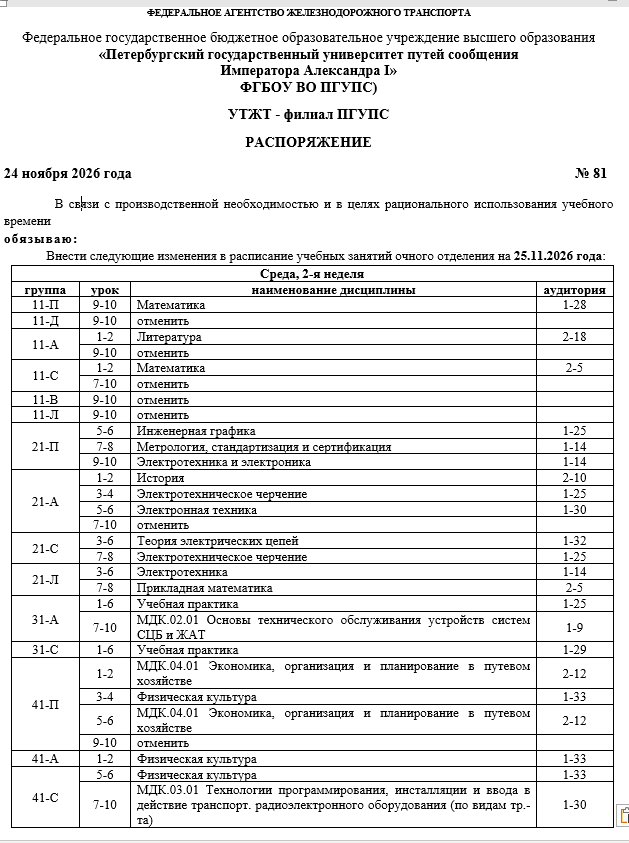 ФЕДЕРАЛЬНОЕ АГЕНТСТВО ЖЕЛЕЗНОДОРОЖНОГО ТРАНСПОРТА
Федеральное государственное бюджетное образовательное учреждение высшего образования
«Петербургский государственный университет путей сообщения
Императора Александра I»
ФГБОУ ВО ПГУПС)
УТЖТ - филиал ПГУПС
РАСПОРЯЖЕНИЕ
24 ноября 2026 года № 81
В связи с производственной необходимостью и в целях рационального использования учебного
времени
обязываю:
Внести следующие изменения в расписание учебных занятий очного отделения на 25.11.2026 года:
Среда, 2-я неделя
группа урок наименование дисциплины аудитория
11-П 9-10 Математика 1-28
11-Д 9-10 отменить
11-А 1-2 Литература 2-18
9-10 отменить
11-С 1-2 Математика 2-5
7-10 отменить
11-В 9-10 отменить
11-Л 9-10 отменить
21-П 5-6 Инженерная графика 1-25
7-8 Метрология, стандартизация и сертификация 1-14
9-10 Электротехника и электроника 1-14
21-А 1-2 История 2-10
3-4 Электротехническое черчение 1-25
5-6 Электронная техника 1-30
7-10 отменить
21-С 3-6 Теория электрических цепей 1-32
7-8 Электротехническое черчение 1-25
21-Л 3-6 Электротехника 1-14
7-8 Прикладная математика 2-5
31-А 1-6 Учебная практика 1-25
7-10 МДК.02.01 Основы технического обслуживания устройств систем
СЦБ и ЖАТ 1-9
31-С 1-6 Учебная практика 1-29
41-П 1-2 МДК.04.01 Экономика, организация и планирование в путевом
хозяйстве 2-12
3-4 Физическая культура 1-33
5-6 МДК.04.01 Экономика, организация и планирование в путевом
хозяйстве 2-12
9-10 отменить
41-А 1-2 Физическая культура 1-33
41-С 5-6 Физическая культура 1-33
7-10 МДК.03.01 Технологии программирования, инсталляции и ввода в
действие транспорт. радиоэлектронного оборудования (по видам тр.-
та) 1-30